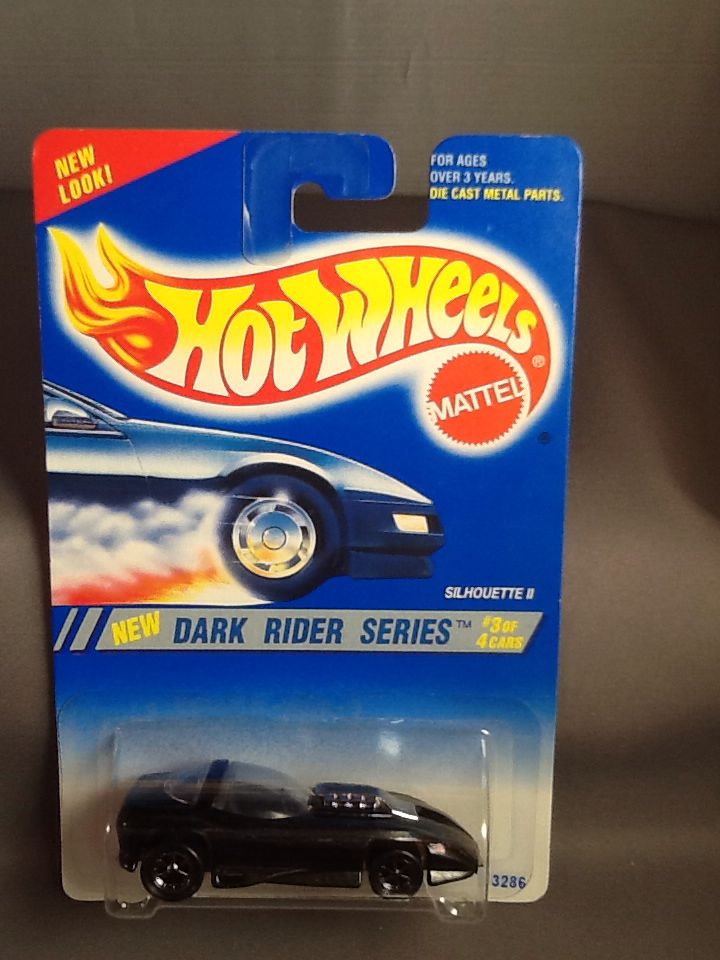 NEW
LOOK!
FOR AGES
OVER 3 YEARS.
DIE CAST METAL PARTS.
HOT WHEELS®
MATTEL
®
SILHOUETTE II
NEW DARK RIDER SERIES™ #3 OF
4 CARS
3286